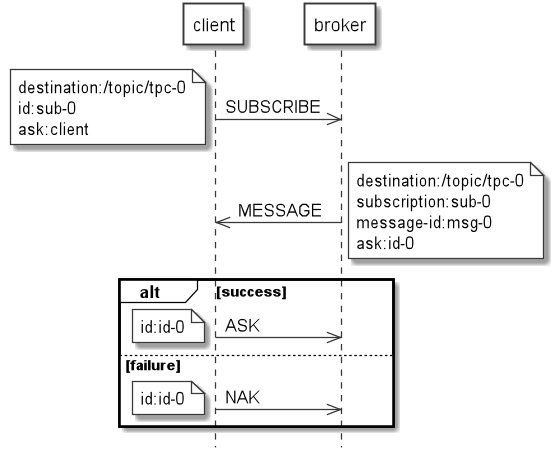 client
broker
destination:/topic/tpc-0
id:sub-0
ask:client
SUBSCRIBE
destination:/topic/tpc-0
subscription:sub-0
message-id:msg-0
ask:id-0
MESSAGE
alt
[success]
id:id-0
ASK
[failure]
id:id-0
NAK